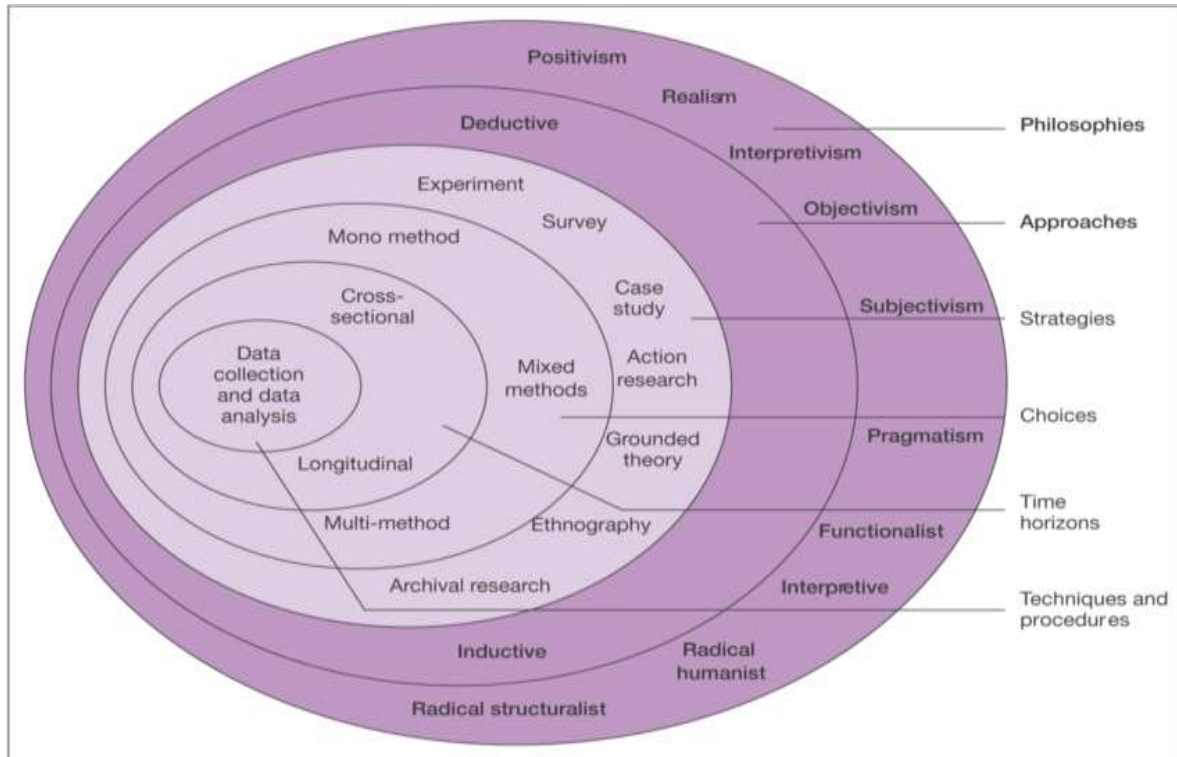 Positivism
Realism
Philosophies
Deductive
Interpretivism
Experiment
Objectivism
Approaches
Survey
Mono method
Case
study
Cross-
sectional
Subjectivism
Strategies
Data
collection
and data
analysis
Mixed
methods
Action
research
Choices
Pragmatism
Grounded
theory
Longitudinal
Time
horizons
Multi-method
Ethnography
Functionalist
Archival research
Interpretive
Techniques and
procedures
Inductive
Radical
humanist
Radical structuralist